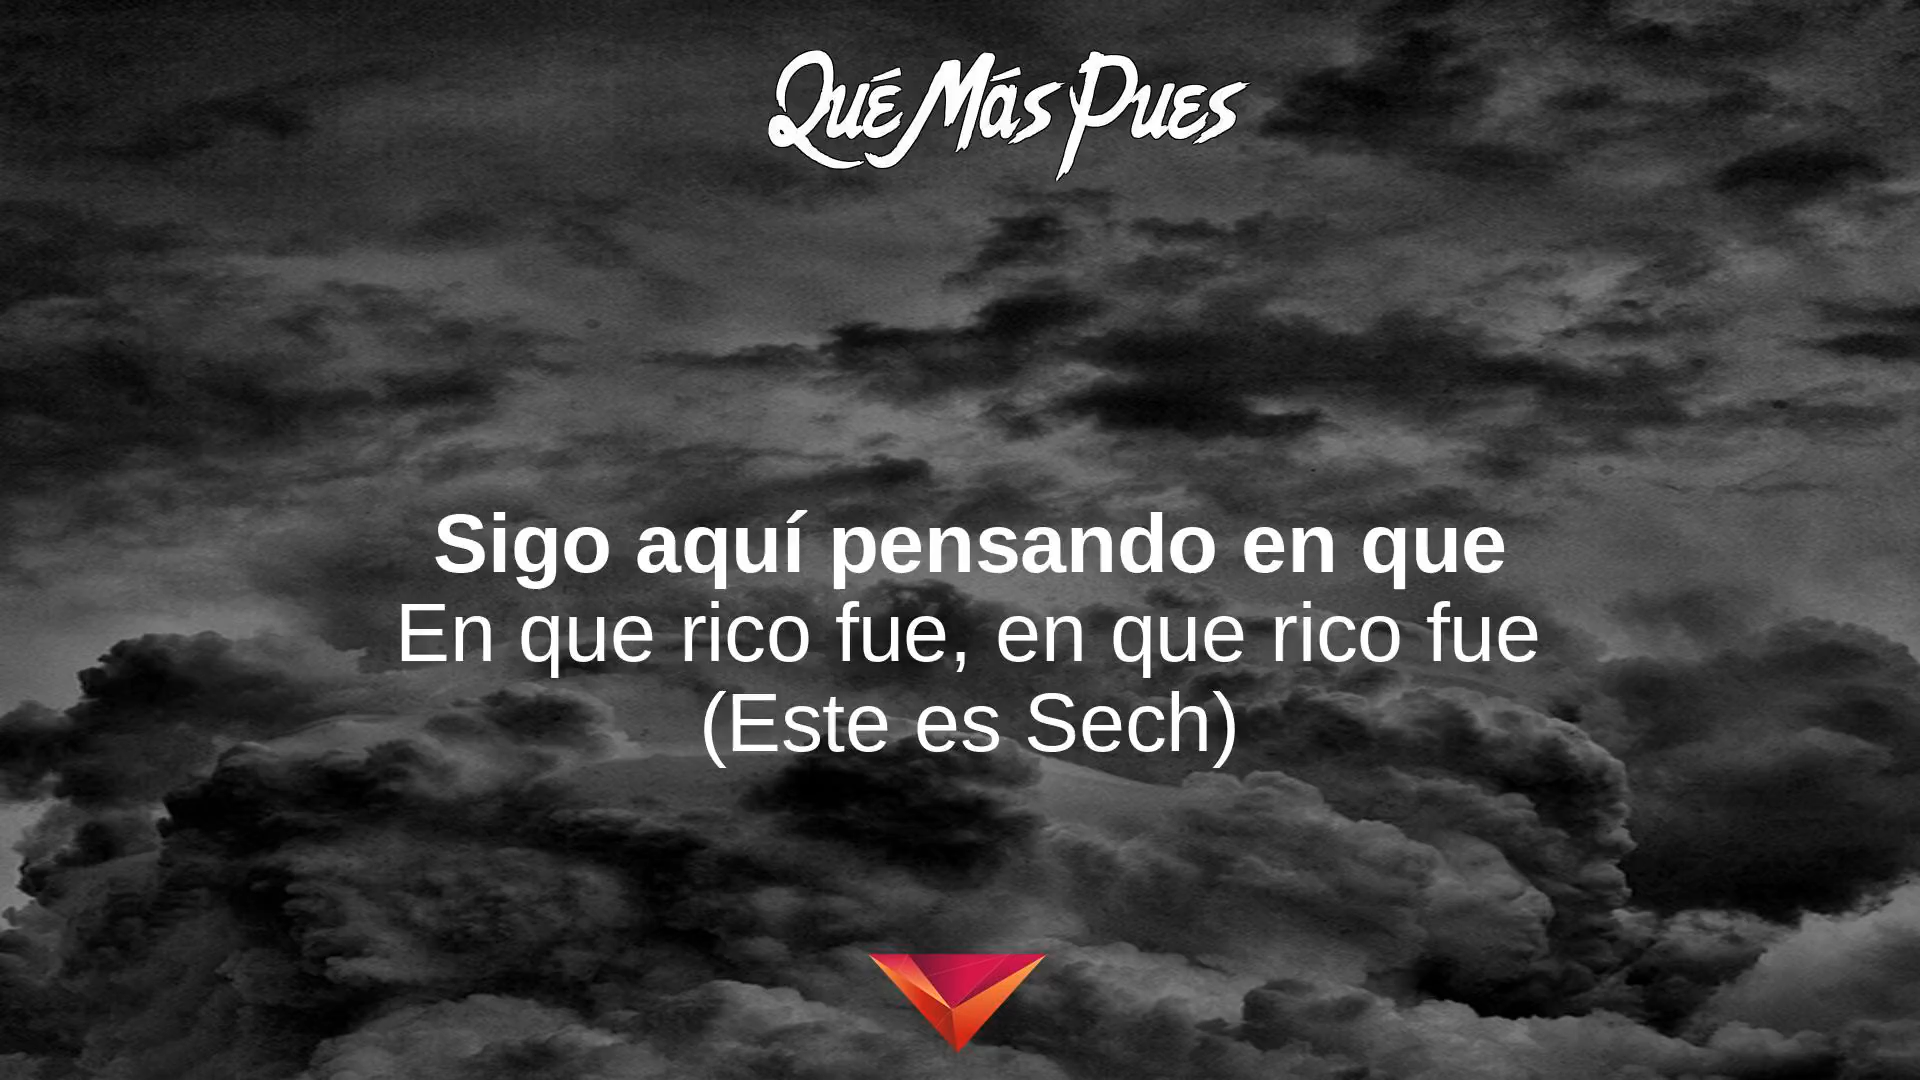 Qué Más Pues
Sigo aquí pensando en que
En que rico fue, en que rico fue
(Este es Sech)